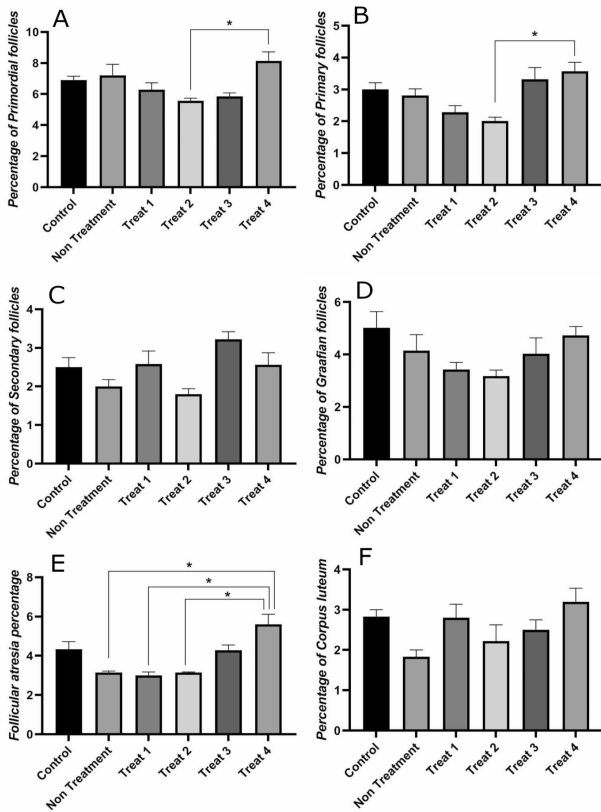 A
Percentage of Primordial follicles
10
8
6
4
2
0
*
Control
Non Treatment
Treat 1
Treat 2
Treat 3
Treat 4
B
Percentage of Primary follicles
5
4
3
2
1
0
*
Control
Non Treatment
Treat 1
Treat 2
Treat 3
Treat 4
C
Percentage of Secondary follicles
4
3
2
1
0
Control
Non Treatment
Treat 1
Treat 2
Treat 3
Treat 4
D
Percentage of Graafian follicles
6
4
2
0
Control
Non Treatment
Treat 1
Treat 2
Treat 3
Treat 4
E
Follicular atresia percentage
8
6
4
2
0
*
*
*
Control
Non Treatment
Treat 1
Treat 2
Treat 3
Treat 4
F
Percentage of Corpus luteum
4
3
2
1
0
Control
Non Treatment
Treat 1
Treat 2
Treat 3
Treat 4